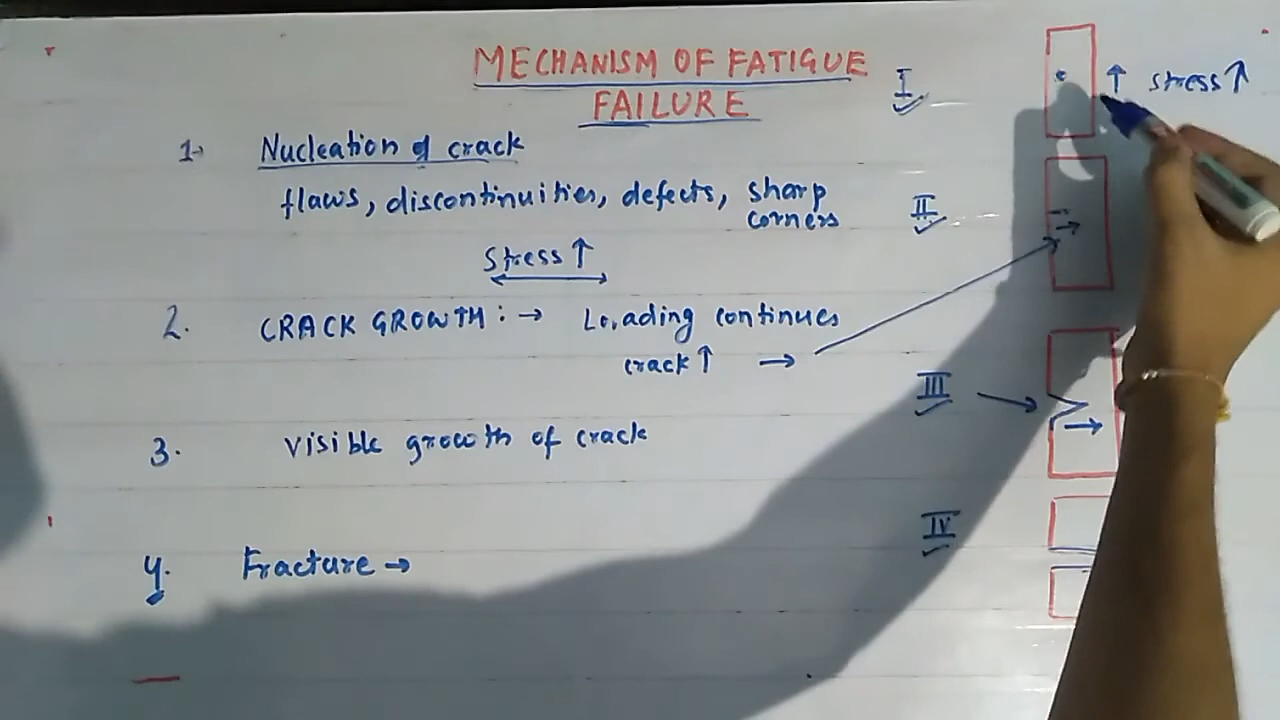 MECHANISM OF FATIGUE
FAILURE
I
↑ stress↑
1→ Nucleation of crack
flaws, discontinuities, defects, sharp
corners
II
Stress↑
2. CRACK GROWTH:→ Loading continues
crack↑ →
III
3. Visible growth of crack
IV
4. Fracture →